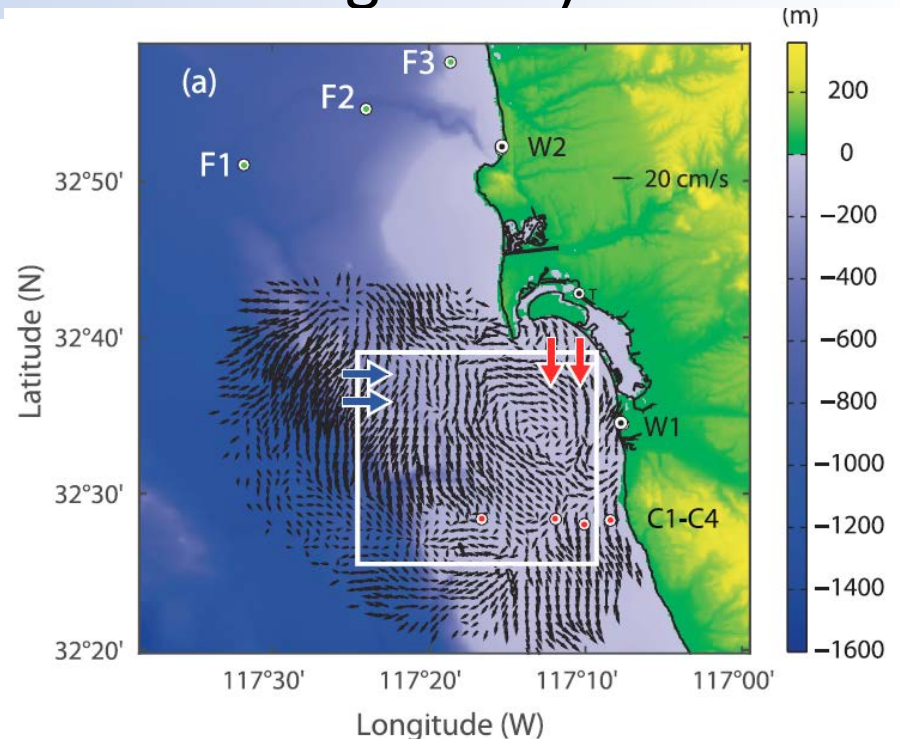 (m)
(a)
F3
F2
F1
W2
20 cm/s
T
W1
C1-C4
32°50'
32°40'
32°30'
32°20'
Latitude (N)
117°30'
117°20'
117°10'
117°00'
Longitude (W)
200
0
−200
−400
−600
−800
−1000
−1200
−1400
−1600